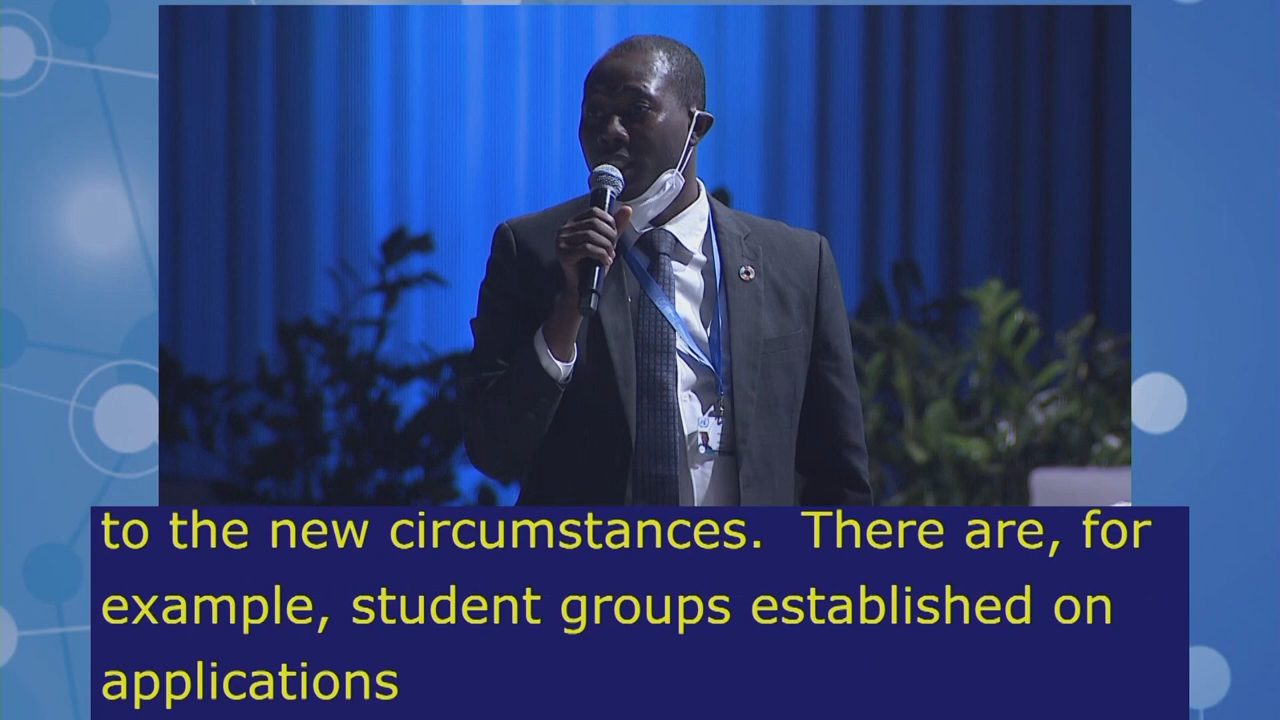 to the new circumstances.  There are, for
example, student groups established on
applications